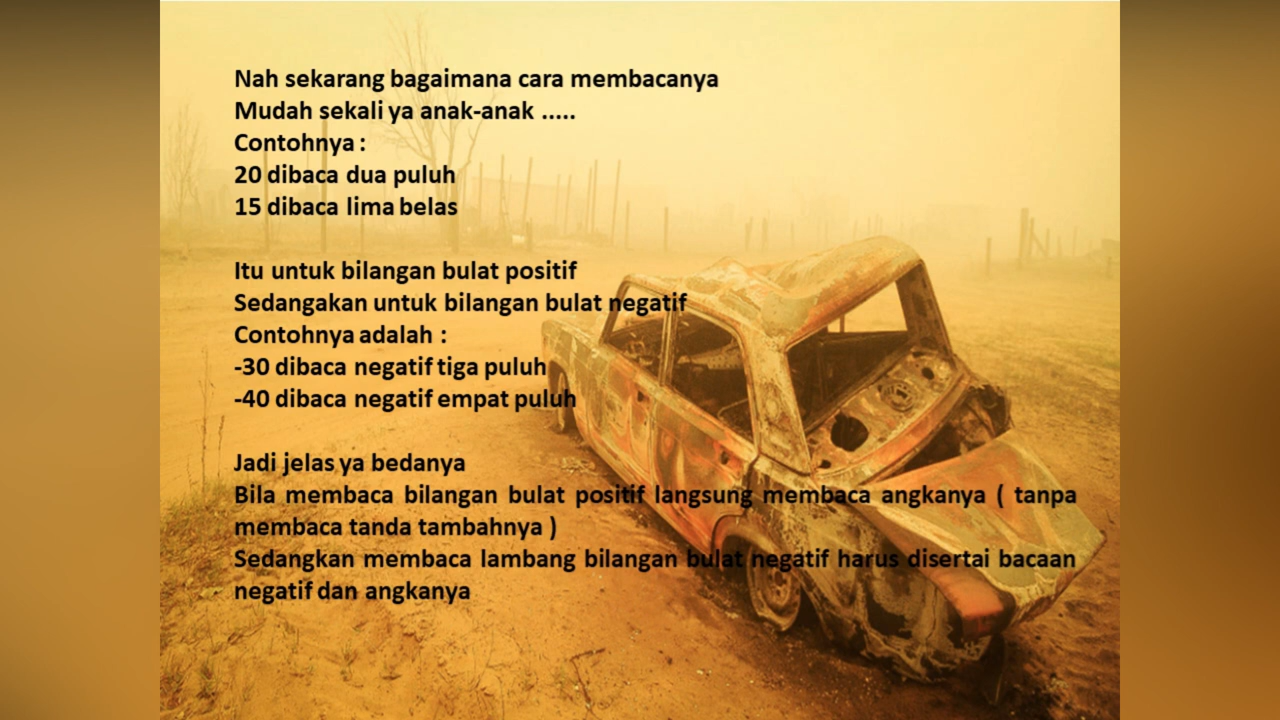 Nah sekarang bagaimana cara membacanya
Mudah sekali ya anak-anak .....
Contohnya :
20 dibaca dua puluh
15 dibaca lima belas
Itu untuk bilangan bulat positif
Sedangakan untuk bilangan bulat negatif
Contohnya adalah :
-30 dibaca negatif tiga puluh
-40 dibaca negatif empat puluh
Jadi jelas ya bedanya
Bila membaca bilangan bulat positif langsung membaca angkanya ( tanpa
membaca tanda tambahnya )
Sedangkan membaca lambang bilangan bulat negatif harus disertai bacaan
negatif dan angkanya